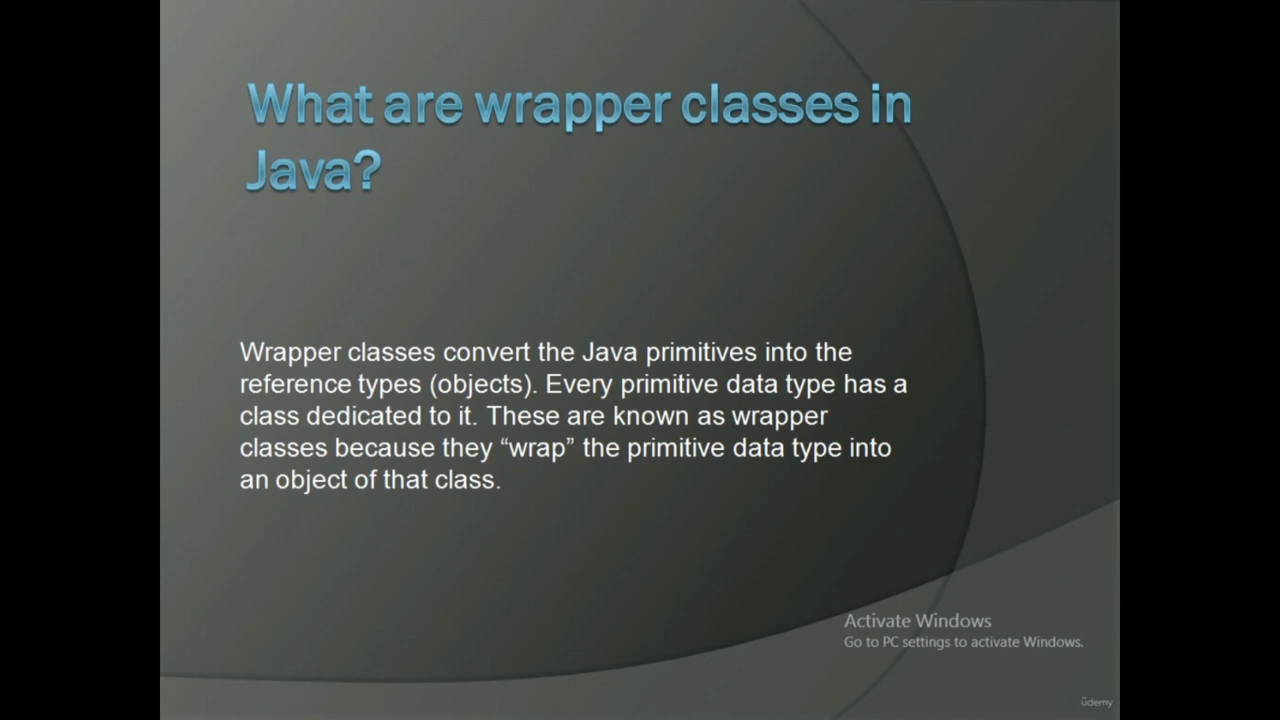 What are wrapper classes in
Java?
Wrapper classes convert the Java primitives into the
reference types (objects). Every primitive data type has a
class dedicated to it. These are known as wrapper
classes because they “wrap” the primitive data type into
an object of that class.
Activate Windows
Go to PC settings to activate Windows.
ûdemy